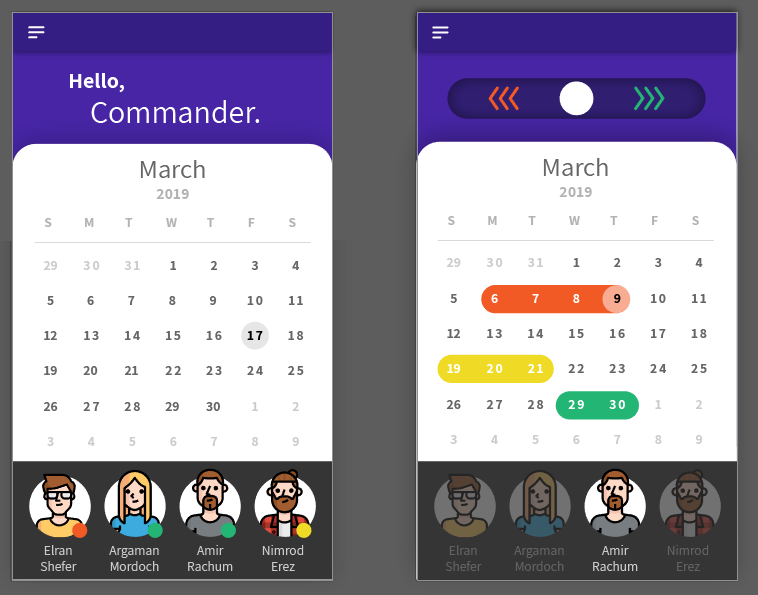 Hello,
Commander.
March
2019
S M T W T F S
29 30 31 1 2 3 4
5 6 7 8 9 10 11
12 13 14 15 16 17 18
19 20 21 22 23 24 25
26 27 28 29 30 1 2
3 4 5 6 7 8 9
Elran Shefer
Argaman Mordoch
Amir Rachum
Nimrod Erez
March
2019
S M T W T F S
29 30 31 1 2 3 4
5 6 7 8 9 10 11
12 13 14 15 16 17 18
19 20 21 22 23 24 25
26 27 28 29 30 1 2
3 4 5 6 7 8 9
Elran Shefer
Argaman Mordoch
Amir Rachum
Nimrod Erez